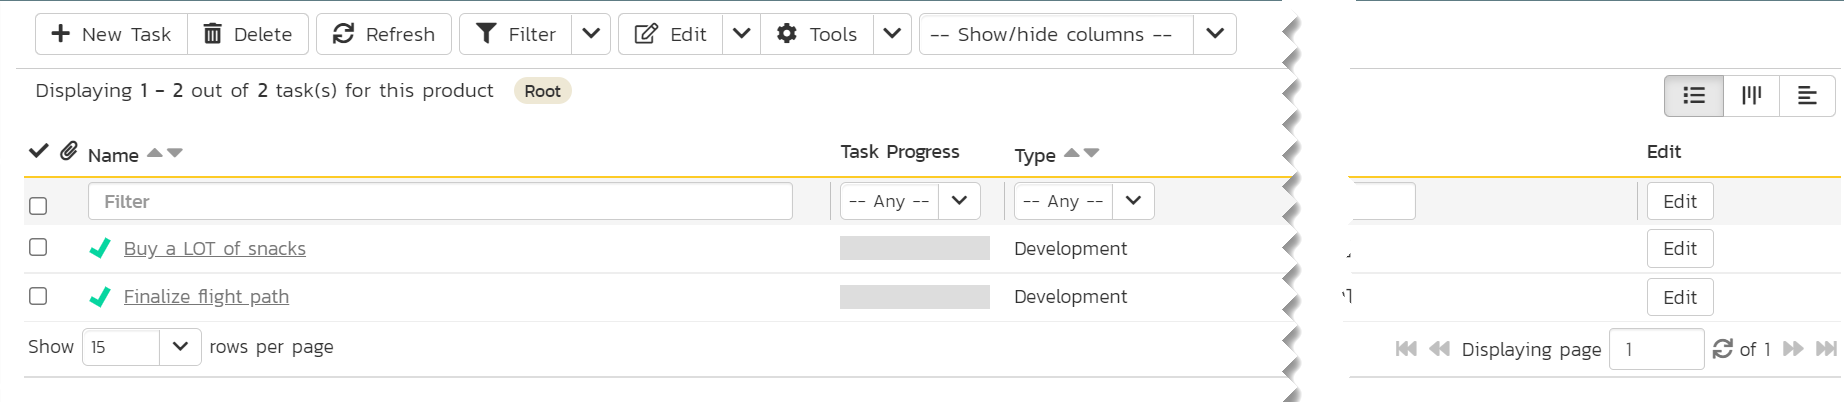 New Task Delete Refresh Filter Edit Tools -- Show/hide columns --
Displaying 1 - 2 out of 2 task(s) for this product Root
Name Task Progress Type Edit
Filter -- Any -- -- Any -- Edit
Buy a LOT of snacks Development Edit
Finalize flight path Development Edit
Show 15 rows per page Displaying page 1 of 1